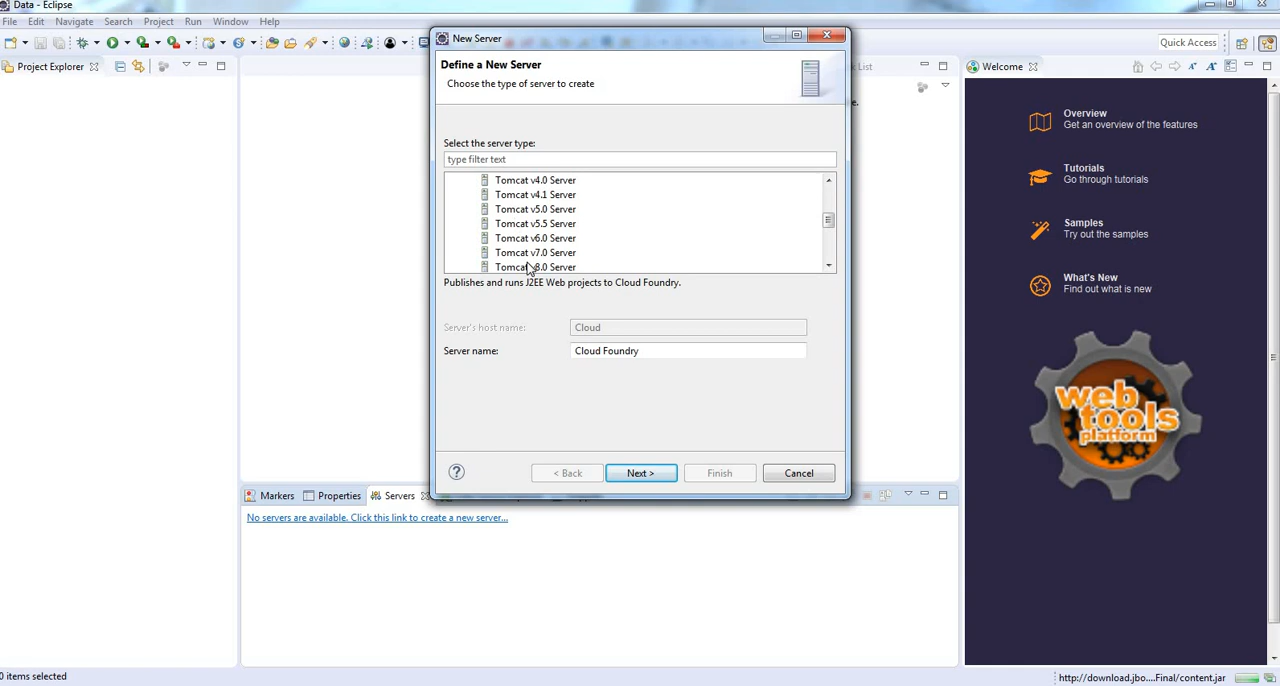 Data - Eclipse
File Edit Navigate Search Project Run Window Help
Quick Access
Project Explorer
New Server
Define a New Server
Choose the type of server to create
Select the server type:
type filter text
Tomcat v4.0 Server
Tomcat v4.1 Server
Tomcat v5.0 Server
Tomcat v5.5 Server
Tomcat v6.0 Server
Tomcat v7.0 Server
Tomcat v8.0 Server
Publishes and runs J2EE Web projects to Cloud Foundry.
Server's host name: Cloud
Server name: Cloud Foundry
< Back Next > Finish Cancel
k List
e.
Welcome
Overview
Get an overview of the features
Tutorials
Go through tutorials
Samples
Try out the samples
What's New
Find out what is new
web
tools
platform
Markers Properties Servers
No servers are available. Click this link to create a new server...
0 items selected
http://download.jbo....Final/content.jar